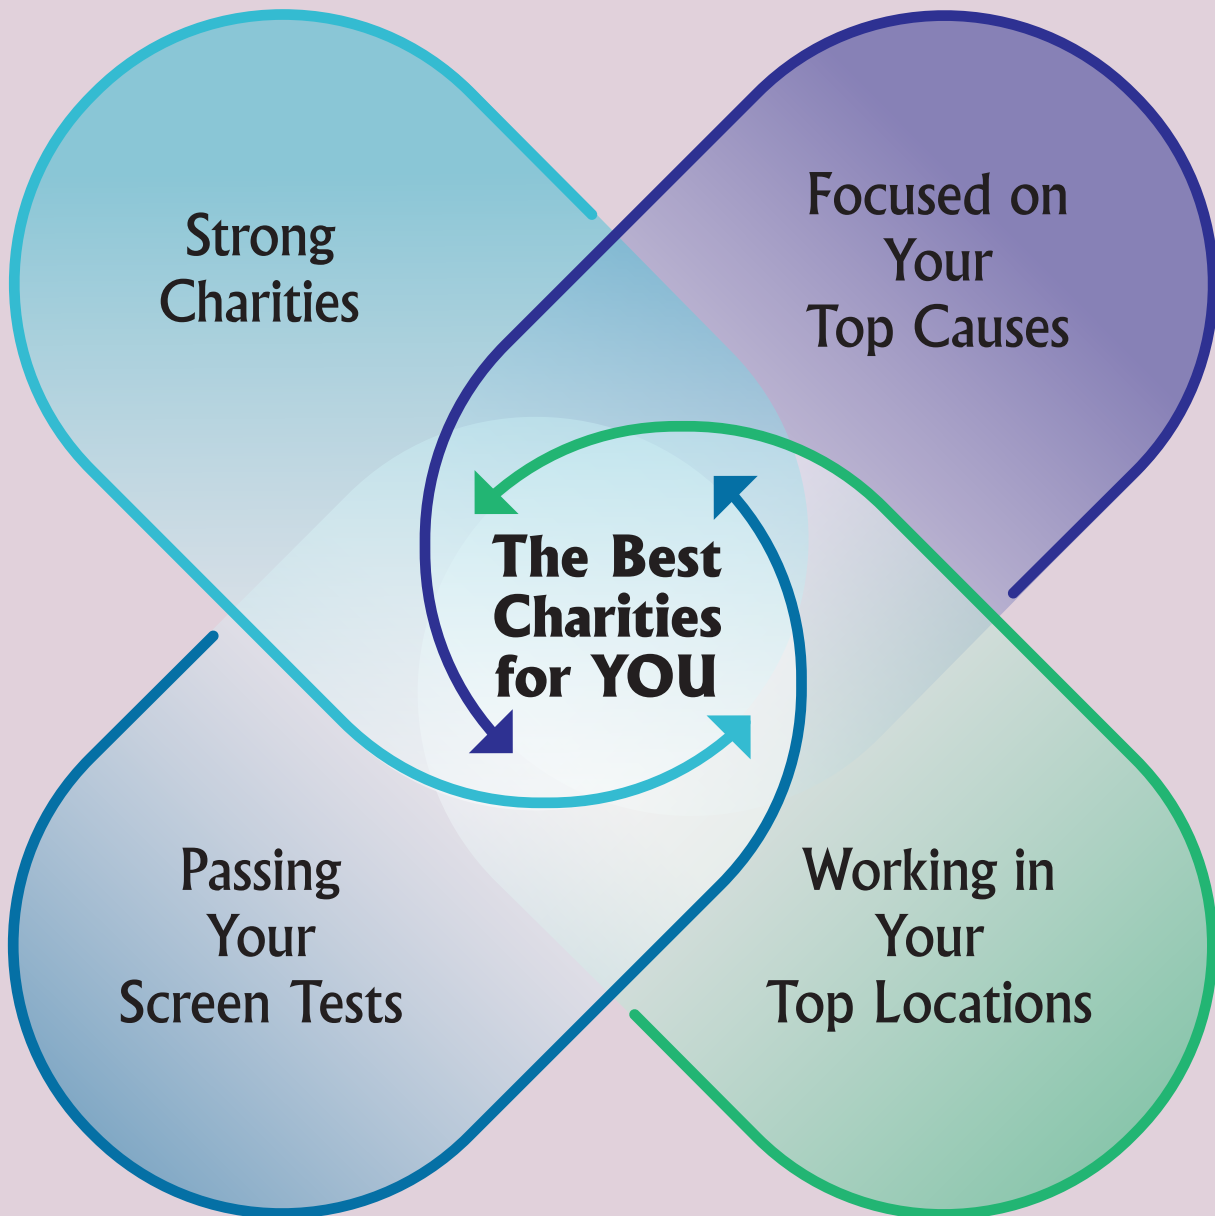 Strong
Charities
Focused on
Your
Top Causes
The Best
Charities
for YOU
Passing
Your
Screen Tests
Working in
Your
Top Locations